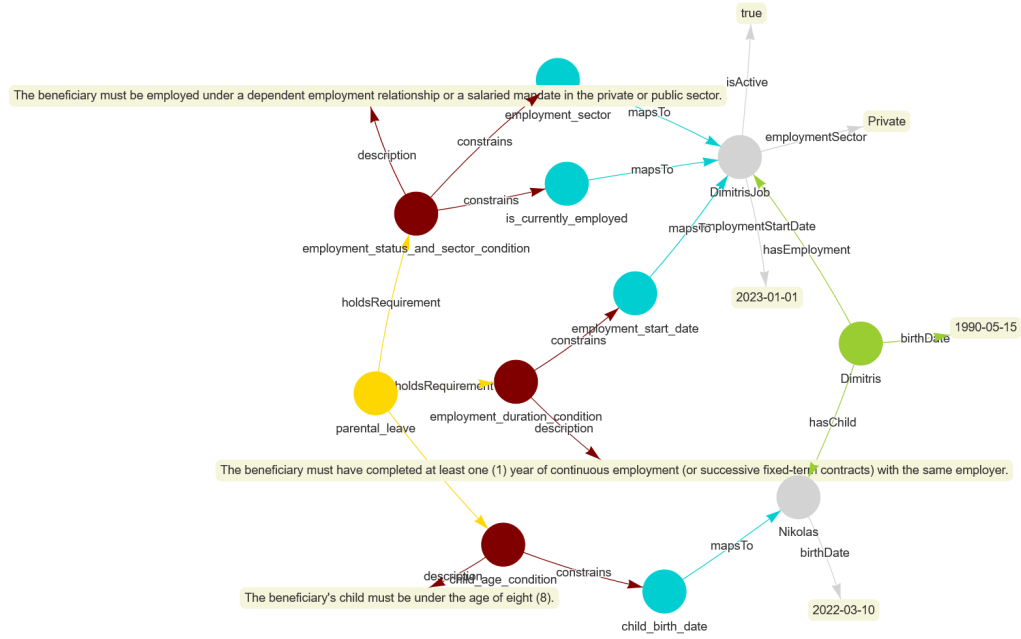 true
isActive
The beneficiary must be employed under a dependent employment relationship or a salaried mandate in the private or public sector.
employment_sector
mapsTo
Private
employmentSector
constrains
description
mapsTo
DimitrisJob
constrains
is_currently_employed
mapsTo
employmentStartDate
employment_status_and_sector_condition
hasEmployment
holdsRequirement
2023-01-01
employment_start_date
1990-05-15
birthDate
constrains
Dimitris
holdsRequirement
employment_duration_condition
parental_leave
description
hasChild
The beneficiary must have completed at least one (1) year of continuous employment (or successive fixed-term contracts) with the same employer.
Nikolas
mapsTo
birthDate
description
child_age_condition
constrains
The beneficiary's child must be under the age of eight (8).
2022-03-10
child_birth_date